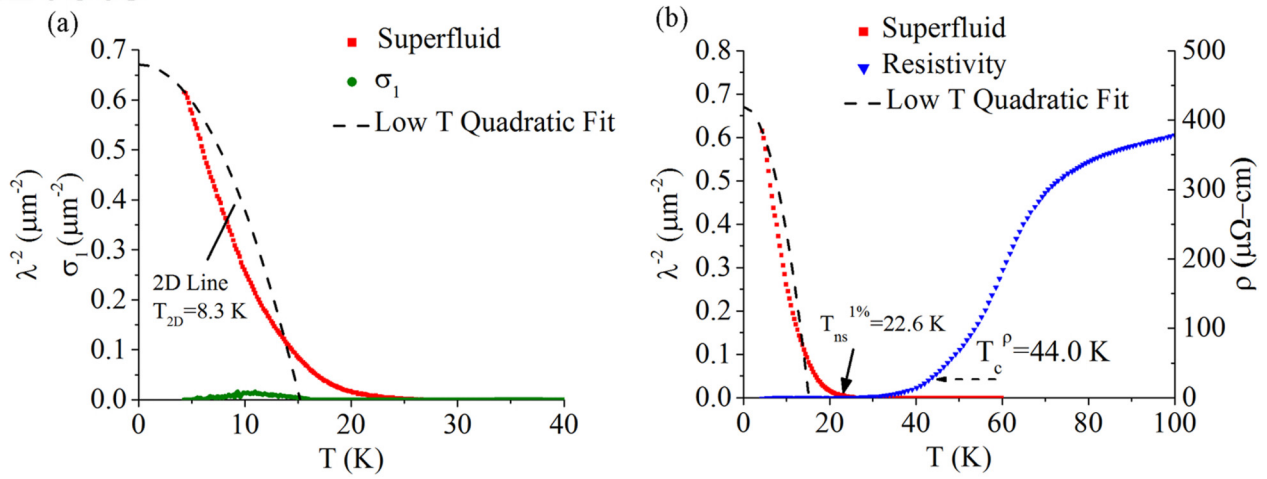 (a)
Superfluid
σ₁
Low T Quadratic Fit
0.7
0.6
0.5
0.4
0.3
0.2
0.1
0.0
λ⁻² (μm⁻²)
σ₁ (μm⁻²)
2D Line
T₂D=8.3 K
0 10 20 30 40
T (K)
(b)
Superfluid
Resistivity
Low T Quadratic Fit
0.8
0.7
0.6
0.5
0.4
0.3
0.2
0.1
0.0
λ⁻² (μm⁻²)
500
400
300
200
100
0
ρ (μΩ−cm)
Tns1%=22.6 K
Tcρ=44.0 K
0 20 40 60 80 100
T (K)